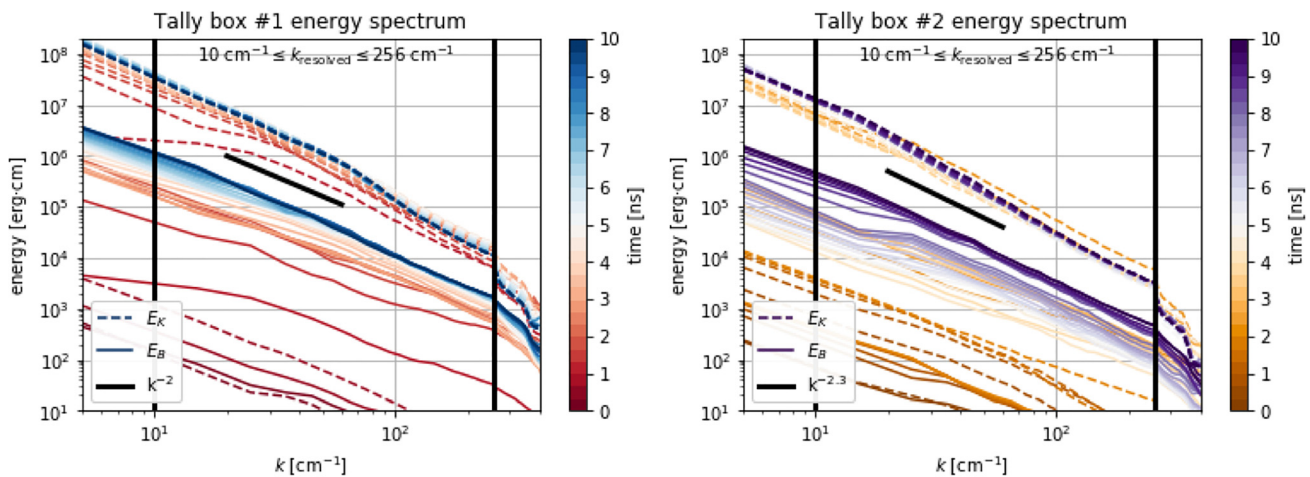 Tally box #1 energy spectrum
10 cm⁻¹ ≤ k_resolved ≤ 256 cm⁻¹
10⁸
10⁷
10⁶
10⁵
10⁴
10³
10²
10¹
energy [erg·cm]
E_K
E_B
k⁻²
10¹
10²
k [cm⁻¹]
10
9
8
7
6
5
4
3
2
1
0
time [ns]
Tally box #2 energy spectrum
10 cm⁻¹ ≤ k_resolved ≤ 256 cm⁻¹
10⁸
10⁷
10⁶
10⁵
10⁴
10³
10²
10¹
energy [erg·cm]
E_K
E_B
k⁻²·³
10¹
10²
k [cm⁻¹]
10
9
8
7
6
5
4
3
2
1
0
time [ns]